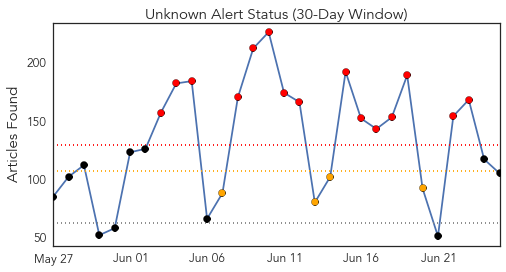 Unknown Alert Status (30-Day Window)
Articles Found
200
150
100
50
May 27
Jun 01
Jun 06
Jun 11
Jun 16
Jun 21